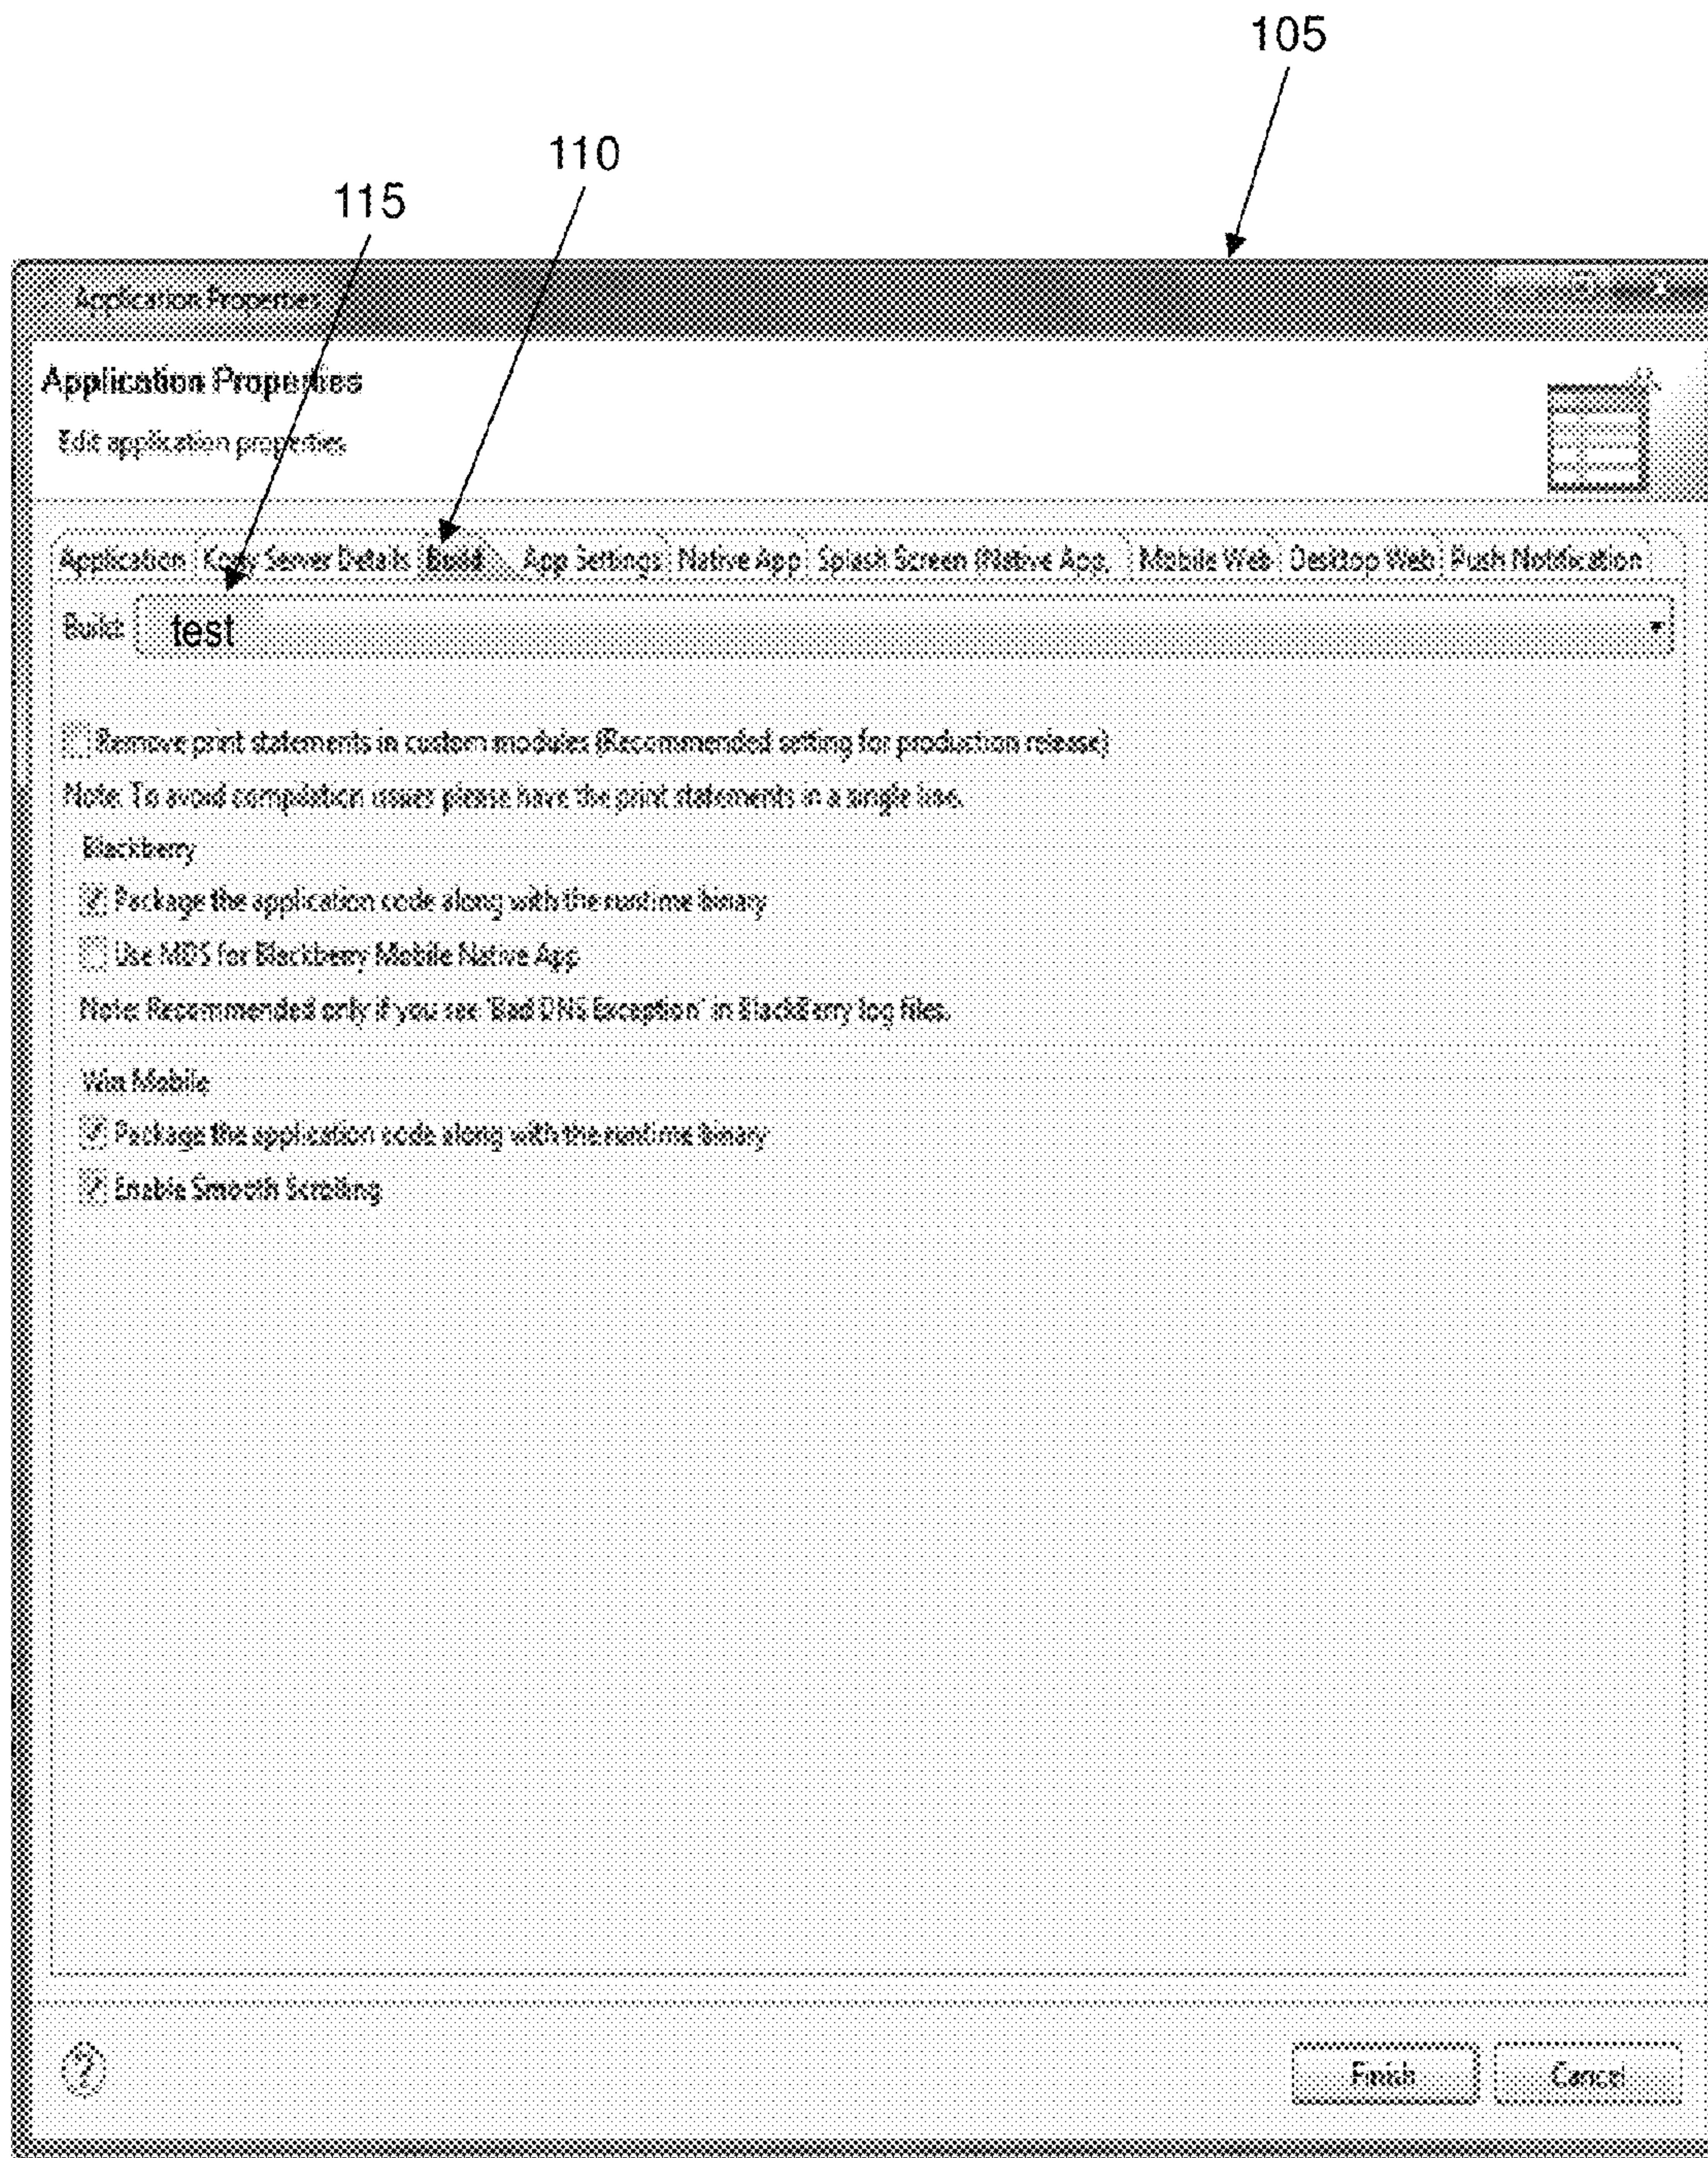 105
110
115
Application Properties
Application Properties
Edit application properties
Application Kony Server Details Build App Settings Native App Splash Screen (Native App. Mobile Web Desktop Web Push Notification
Build: test
Remove print statements in custom modules (Recommended setting for production release)
Note: To avoid compilation issues please have the print statements in a single line.
Blackberry
Package the application code along with the runtime binary
Use MDS for Blackberry Mobile Native App
Note: Recommended only if you see 'Bad DNS Exception' in BlackBerry log files.
Win Mobile
Package the application code along with the runtime binary
Enable Smooth Scrolling
?
Finish Cancel